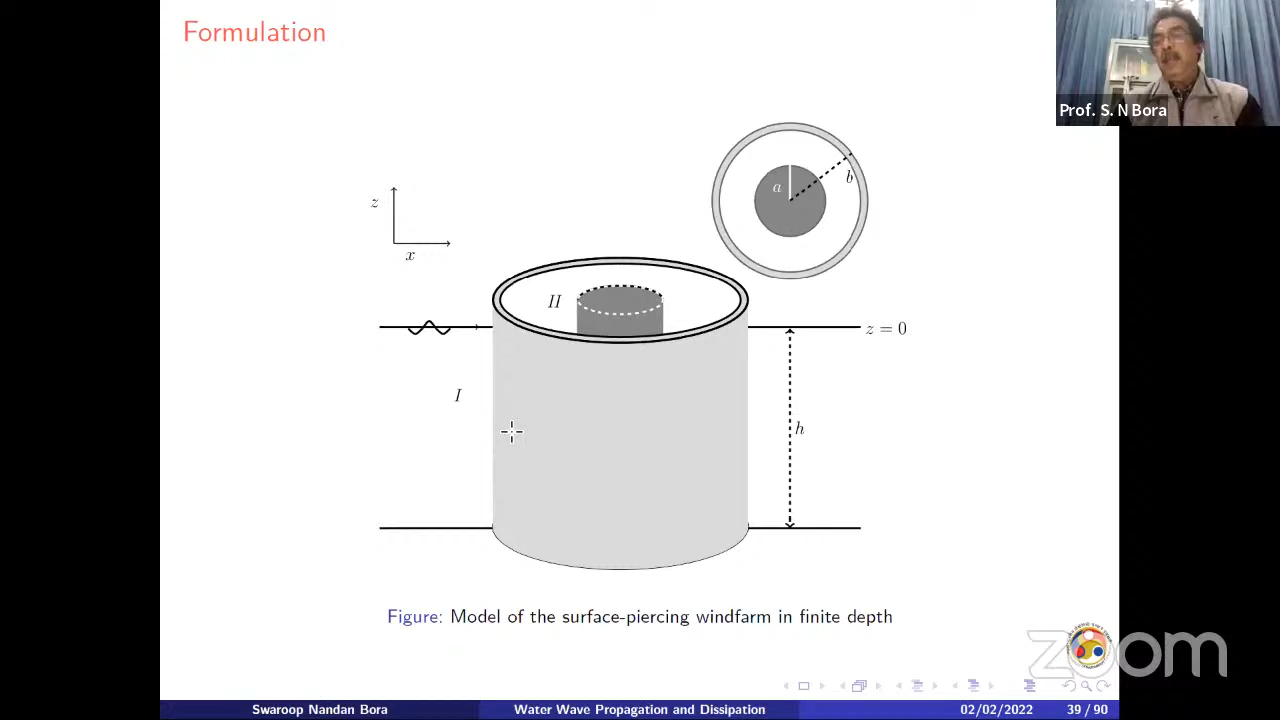 Formulation
Prof. S. N Bora
a
b
z
x
II
z = 0
I
h
Figure: Model of the surface-piercing windfarm in finite depth
zoom
Swaroop Nandan Bora
Water Wave Propagation and Dissipation
02/02/2022
39 / 90